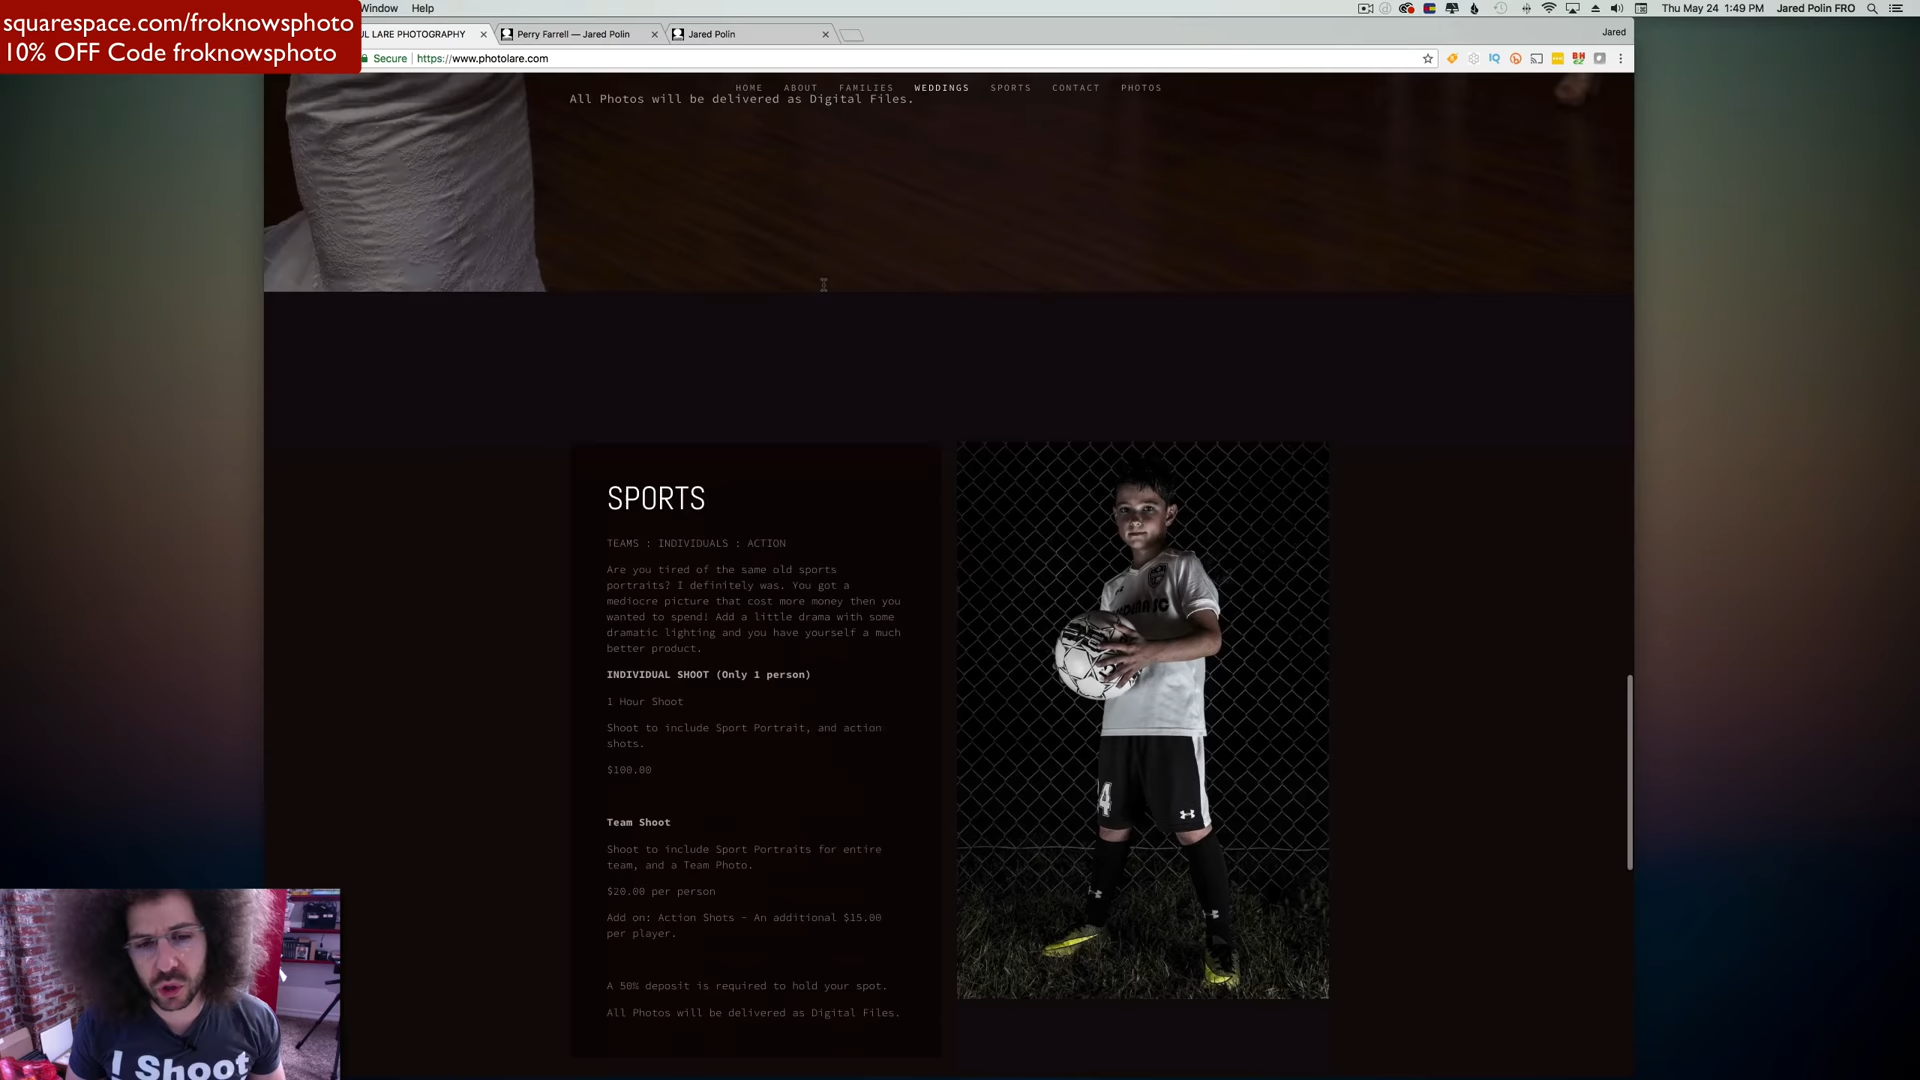 squarespace.com/froknowsphoto
10% OFF Code froknowsphoto
Help
Thu May 24 1:49 PM
Jared Polin FRO
UL LARE PHOTOGRAPHY
Perry Farrell — Jared Polin
Jared Polin
Jared
Secure
https://www.photolare.com
HOME ABOUT FAMILIES WEDDINGS SPORTS CONTACT PHOTOS
All Photos will be delivered as Digital Files.
SPORTS
TEAMS : INDIVIDUALS : ACTION
Are you tired of the same old sports
portraits? I definitely was. You got a
mediocre picture that cost more money then you
wanted to spend! Add a little drama with some
dramatic lighting and you have yourself a much
better product.
INDIVIDUAL SHOOT (Only 1 person)
1 Hour Shoot
Shoot to include Sport Portrait, and action
shots.
$100.00
Team Shoot
Shoot to include Sport Portraits for entire
team, and a Team Photo.
$20.00 per person
Add on: Action Shots - An additional $15.00
per player.
A 50% deposit is required to hold your spot.
All Photos will be delivered as Digital Files.
4
I Shoot